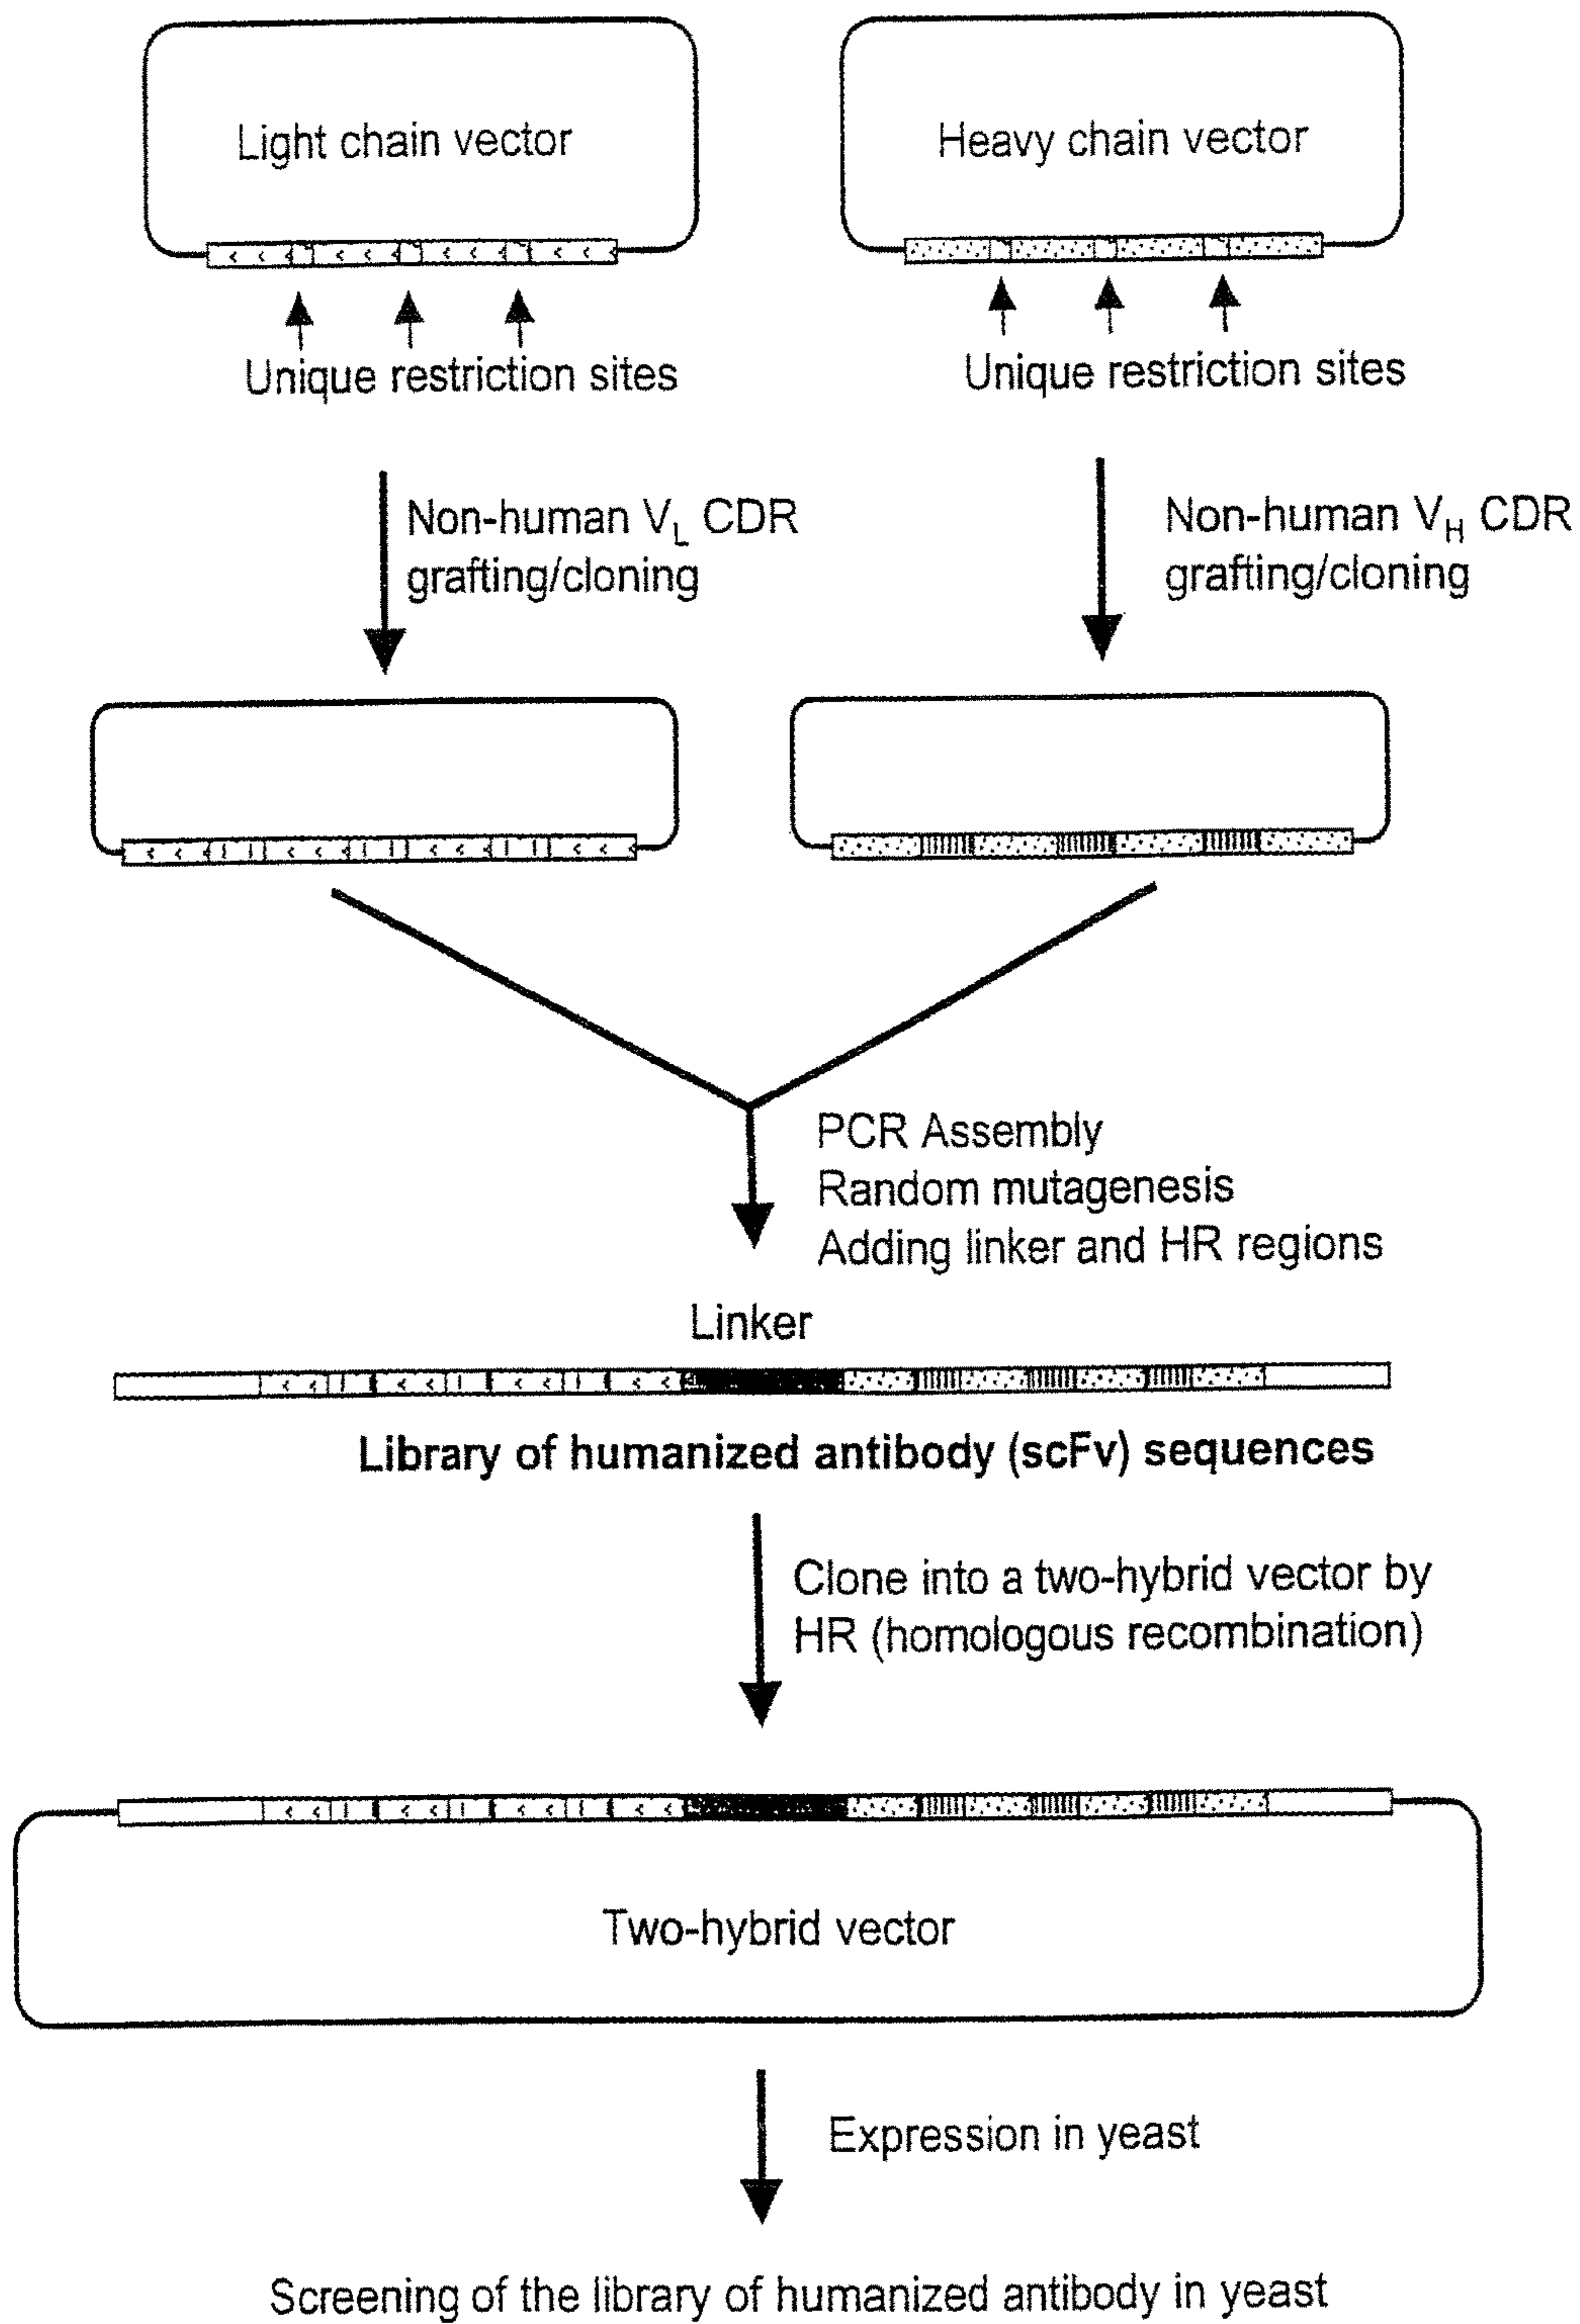 Light chain vector
Heavy chain vector
Unique restriction sites
Unique restriction sites
Non-human VL CDR
grafting/cloning
Non-human VH CDR
grafting/cloning
PCR Assembly
Random mutagenesis
Adding linker and HR regions
Linker
Library of humanized antibody (scFv) sequences
Clone into a two-hybrid vector by
HR (homologous recombination)
Two-hybrid vector
Expression in yeast
Screening of the library of humanized antibody in yeast